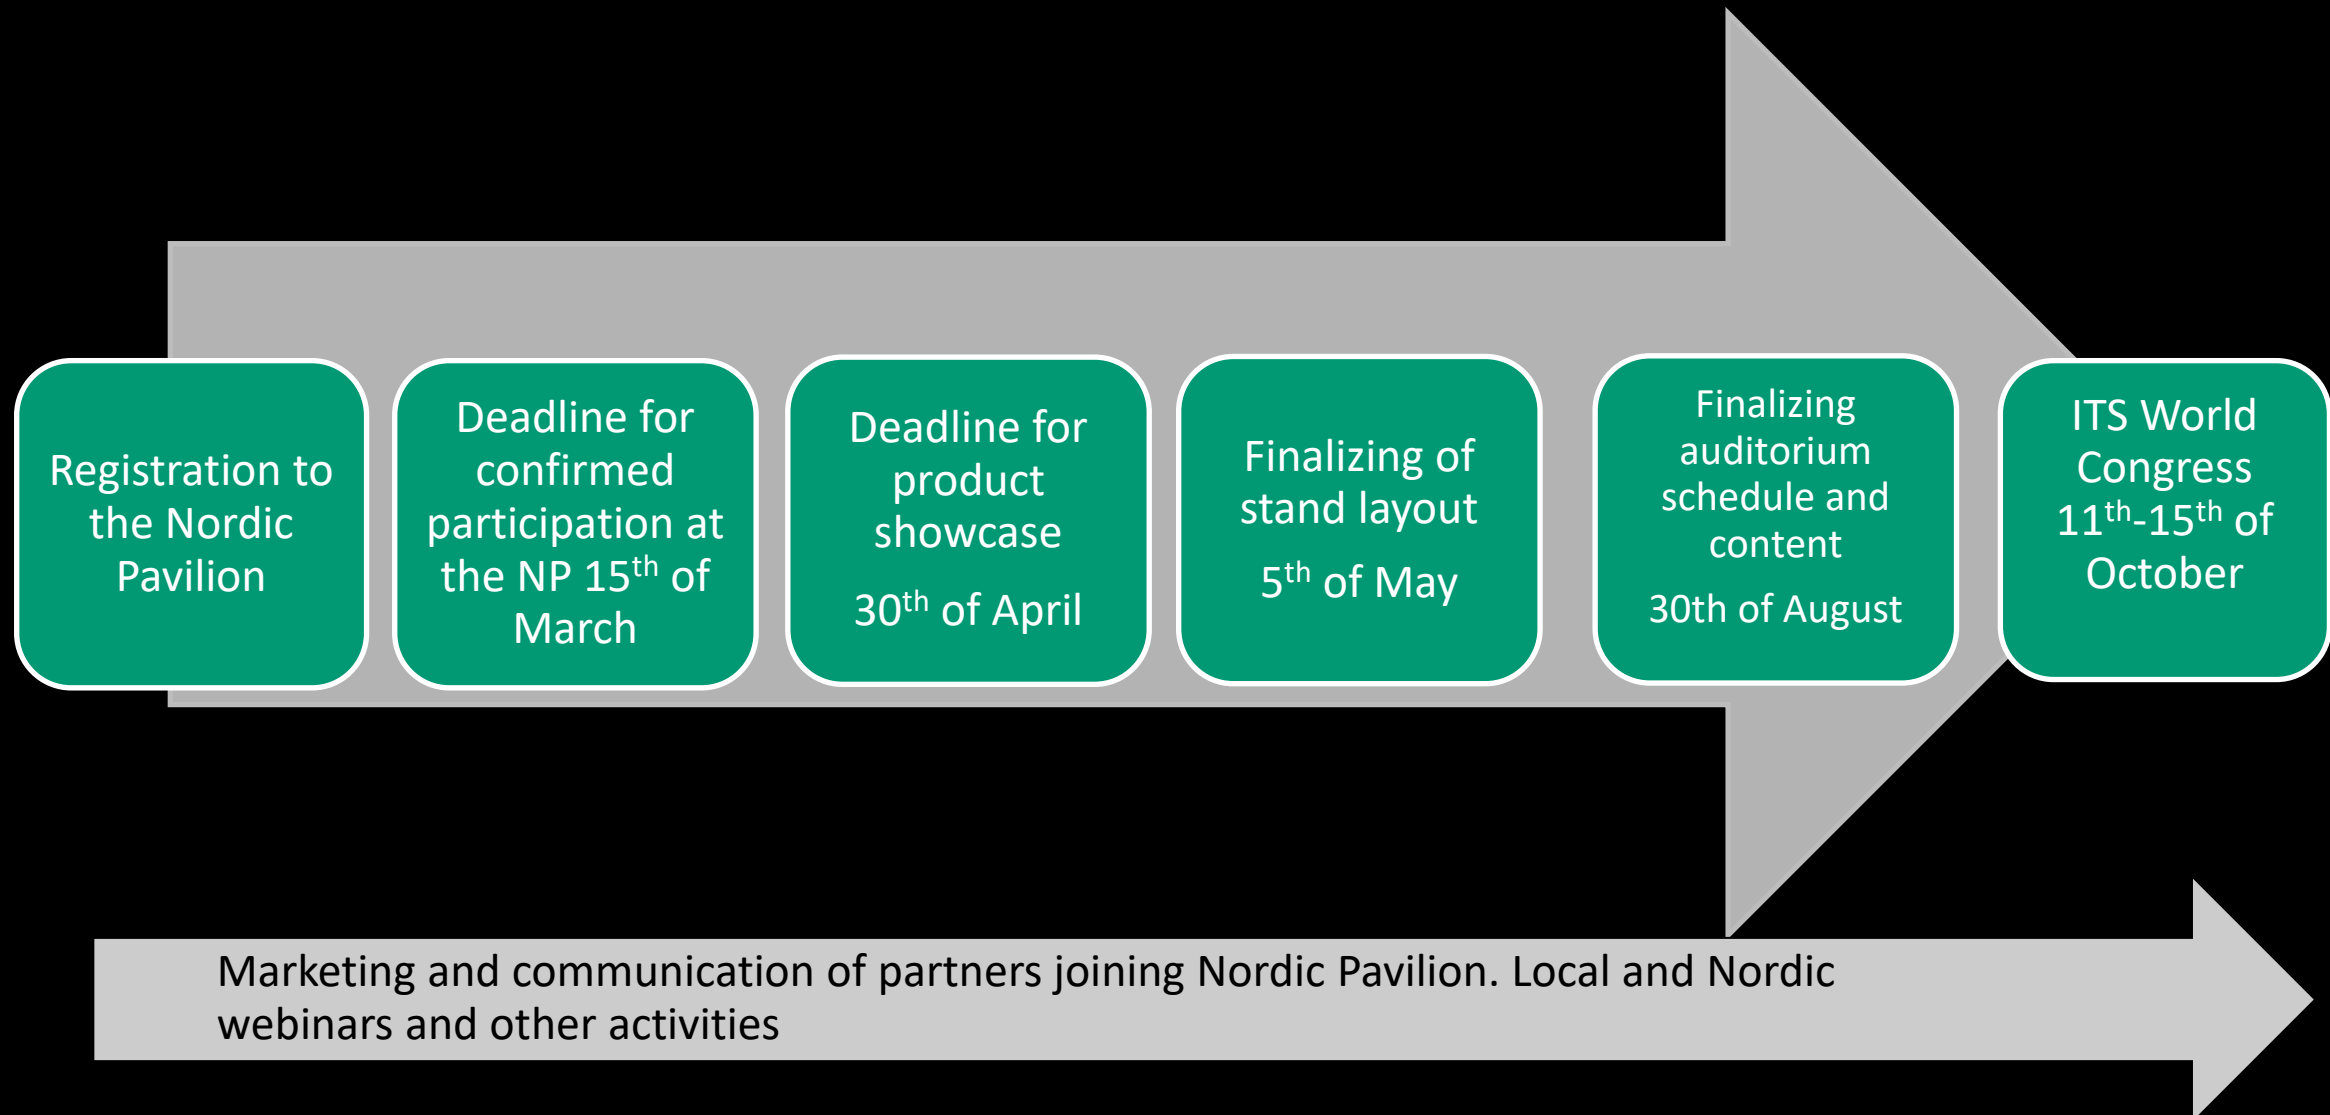 Registration to
the Nordic
Pavilion
Deadline for
confirmed
participation at
the NP 15th of
March
Deadline for
product
showcase
30th of April
Finalizing of
stand layout
5th of May
Finalizing
auditorium
schedule and
content
30th of August
ITS World
Congress
11th-15th of
October
Marketing and communication of partners joining Nordic Pavilion. Local and Nordic
webinars and other activities